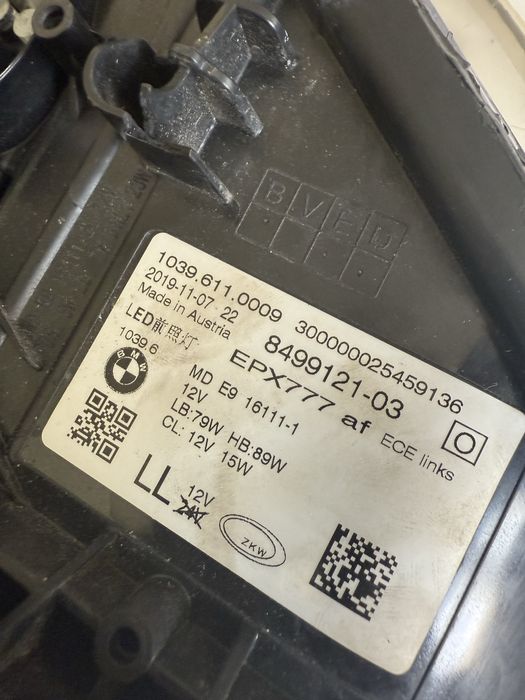 BVED
1039.611.0009 300000025459136
2019-11-07 22
Made in Austria
8499121-03
LED前照灯
EPX777 af
1039 6
BMW
MD E9 16111-1
ECE links
12V
LB:79W HB:89W
CL: 12V 15W
LL
12V
24V
ZKW